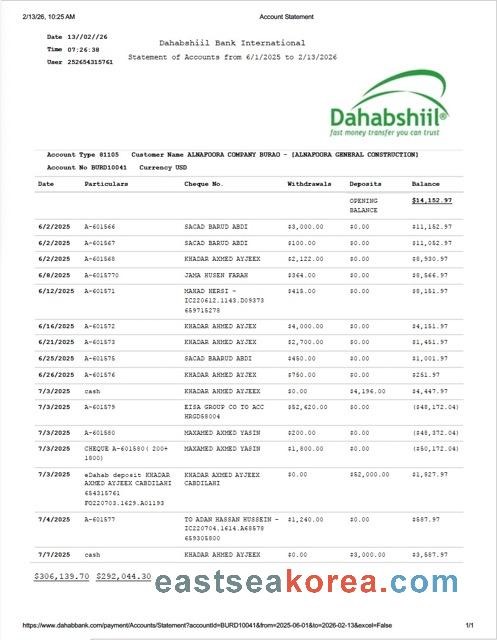 2/13/26, 10:25 AM Account Statement
Date 13//02//26
Time 07:26:38
User 252654315761
Dahabshiil Bank International
Statement of Accounts from 6/1/2025 to 2/13/2026
Dahabshiil®
fast money transfer you can trust
Account Type 81105 Customer Name ALNAFOORA COMPANY BURAO - [ALNAFOORA GENERAL CONSTRUCTION]
Account No BURD10041 Currency USD
Date Particulars Cheque No. Withdrawals Deposits Balance
OPENING BALANCE $14,152.97
6/2/2025 A-601566 SACAD BARUD ABDI $3,000.00 $0.00 $11,152.97
6/2/2025 A-601567 SACAD BARUD ABDI $100.00 $0.00 $11,052.97
6/2/2025 A-601568 KHADAR AHMED AYJEEX $2,122.00 $0.00 $8,930.97
6/8/2025 A-6015770 JAMA HUSEN FARAH $364.00 $0.00 $8,566.97
6/12/2025 A-601571 MAHAD HERSI - $415.00 $0.00 $8,151.97
IC220612.1143.D09373
659715278
6/16/2025 A-601572 KHADAR AHMED AYJEX $4,000.00 $0.00 $4,151.97
6/21/2025 A-601573 KHADAR AHMED AYJEX $2,700.00 $0.00 $1,451.97
6/25/2025 A-601575 SACAD BAARUD ABDI $450.00 $0.00 $1,001.97
6/26/2025 A-601576 KHADAR AHMED AYJEX $750.00 $0.00 $251.97
7/3/2025 cash KHADAR AHMED AYJEEX $0.00 $4,196.00 $4,447.97
7/3/2025 A-601579 EISA GROUP CO TO ACC $52,620.00 $0.00 ($48,172.04)
HRGD58004
7/3/2025 A-601580 MAXAMED AXMED YASIN $200.00 $0.00 ($48,372.04)
7/3/2025 CHEQUE A-601580( 200+ MAXAMED AXMED YASIN $1,800.00 $0.00 ($50,172.04)
1800)
7/3/2025 eDahab deposit KHADAR KHADAR AHMED AYJEEX $0.00 $52,000.00 $1,827.97
AXMED AYJEEX CABDILAHI CABDILAHI
654315761
FO220703.1629.A01193
7/4/2025 A-601577 TO ADAN HASSAN HUSSEIN - $1,240.00 $0.00 $587.97
IC220704.1614.A68578
659305800
7/7/2025 cash KHADAR AHMED AYJEEX $0.00 $3,000.00 $3,587.97
$306,139.70 $292,044.30
eastseakorea.com
https://www.dahabbank.com/payment/Accounts/Statement?accountId=BURD10041&from=2025-06-01&to=2026-02-13&excel=False 1/1